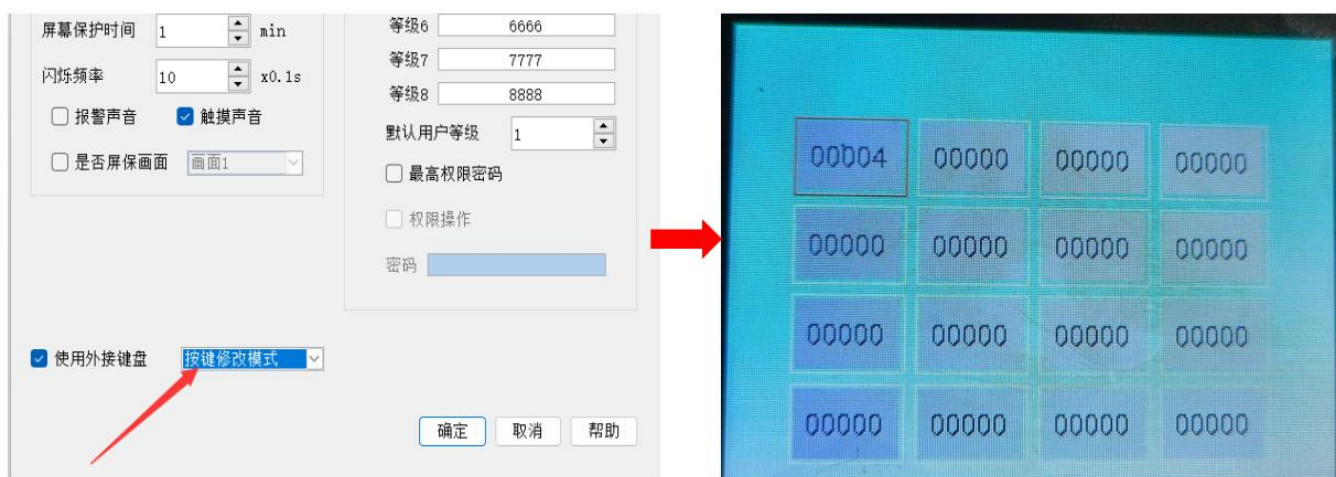 屏幕保护时间 1 min
闪烁频率 10 x0.1s
报警声音 触摸声音
是否屏保画面 画面1
使用外接键盘 按键修改模式
等级6 6666
等级7 7777
等级8 8888
默认用户等级 1
最高权限密码
权限操作
密码
确定 取消 帮助
00004 00000 00000 00000
00000 00000 00000 00000
00000 00000 00000 00000
00000 00000 00000 00000